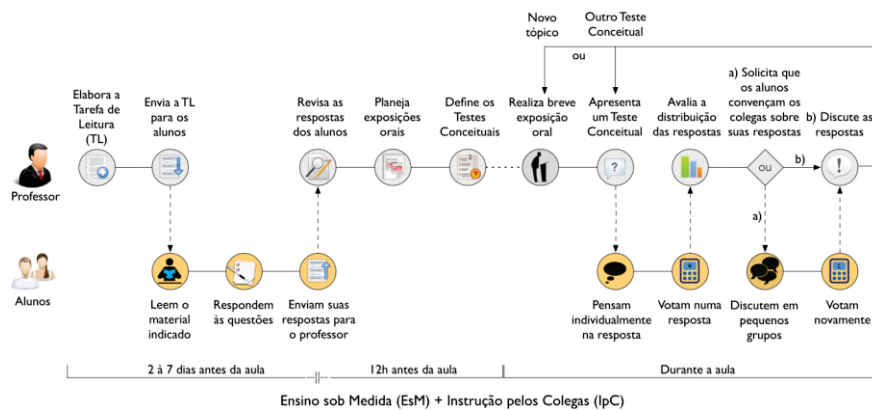 Novo
tópico
Outro Teste
Conceitual
ou
Elabora a
Tarefa de
Leitura
(TL)
Envia a TL
para os
alunos
Revisa as
respostas
dos alunos
Planeja
exposições
orais
Define os
Testes
Conceituais
Realiza breve
exposição
oral
Apresenta
um Teste
Conceitual
Avalia a
distribuição
das respostas
a) Solicita que
os alunos
convençam os
colegas sobre
suas respostas
b) Discute as
respostas
Professor
?
ou
b)
!
a)
Alunos
Leem o
material
indicado
Respondem
às questões
Enviam suas
respostas para
o professor
Pensam
individualmente
na resposta
Votam numa
resposta
Discutem em
pequenos
grupos
Votam
novamente
2 à 7 dias antes da aula
12h antes da aula
Durante a aula
Ensino sob Medida (EsM) + Instrução pelos Colegas (IpC)